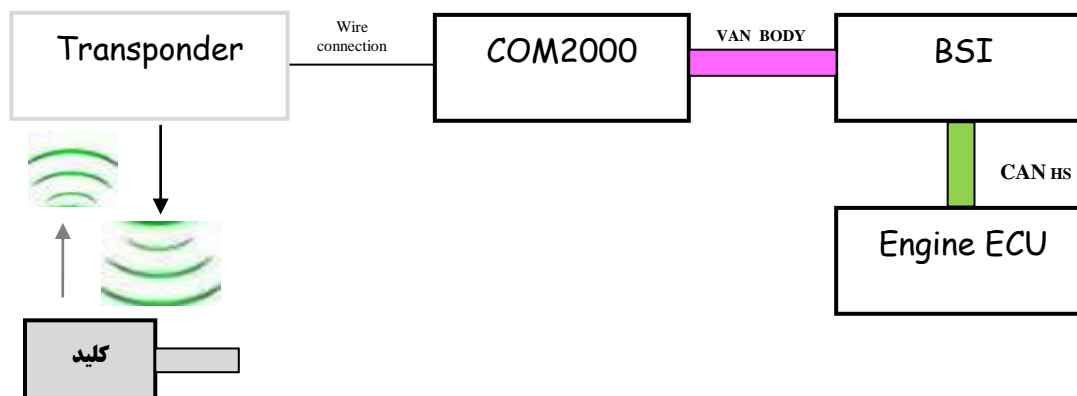 Transponder
Wire
connection
COM2000
VAN BODY
BSI
CAN HS
Engine ECU
کلید